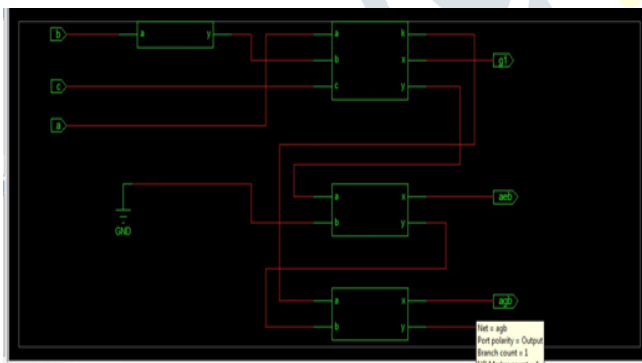 b
a y
c
a
a k
b x
c y
g1
GND
a x
b y
aeb
a x
b y
agb
Net = agb
Port polarity = Output
Branch count = 1